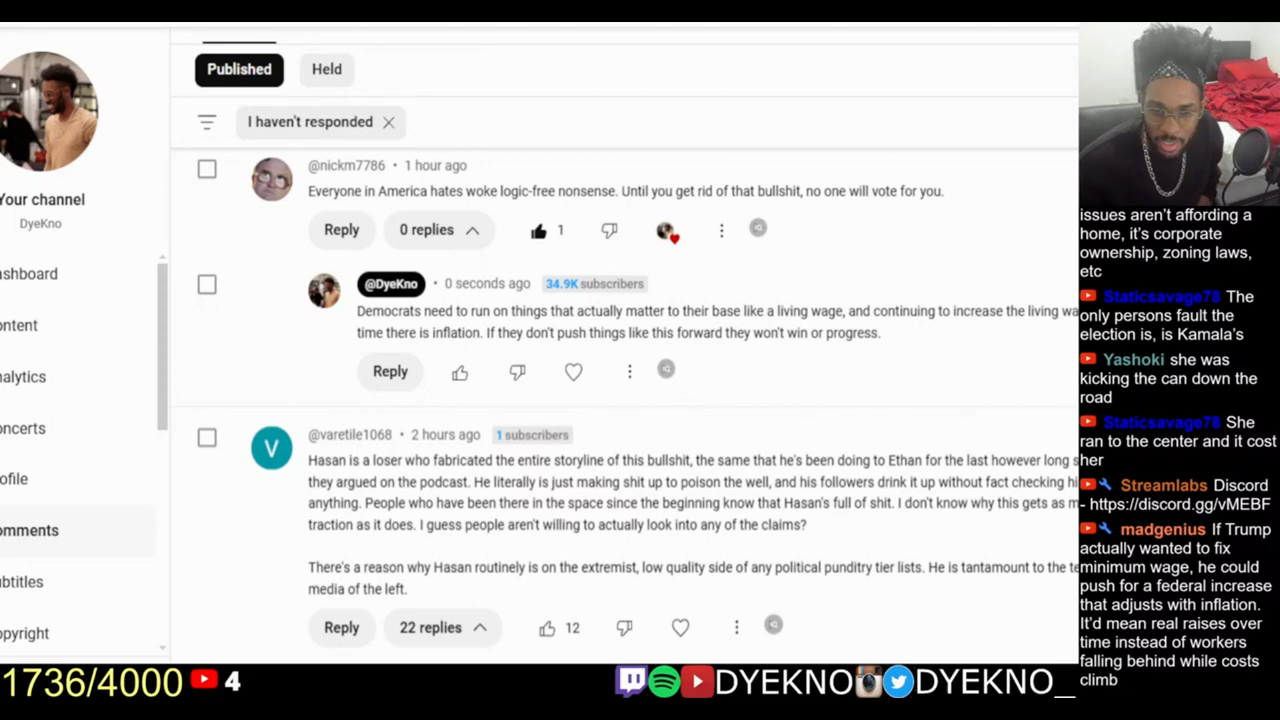 Published
Held
I haven't responded
Your channel
DyeKno
ashboard
ontent
nalytics
oncerts
ofile
omments
btitles
opyright
@nickm7786 • 1 hour ago
Everyone in America hates woke logic-free nonsense. Until you get rid of that bullshit, no one will vote for you.
Reply
0 replies
1
@DyeKno • 0 seconds ago 34.9K subscribers
Democrats need to run on things that actually matter to their base like a living wage, and continuing to increase the living wa
time there is inflation. If they don't push things like this forward they won't win or progress.
Reply
@varetile1068 • 2 hours ago 1 subscribers
V
Hasan is a loser who fabricated the entire storyline of this bullshit, the same that he's been doing to Ethan for the last however long s
they argued on the podcast. He literally is just making shit up to poison the well, and his followers drink it up without fact checking hi
anything. People who have been there in the space since the beginning know that Hasan's full of shit. I don't know why this gets as m
traction as it does. I guess people aren't willing to actually look into any of the claims?
There's a reason why Hasan routinely is on the extremist, low quality side of any political punditry tier lists. He is tantamount to the te
media of the left.
Reply
22 replies
12
issues aren't affording a
home, it's corporate
ownership, zoning laws,
etc
Staticsavage78 The
only persons fault the
election is, is Kamala's
Yashoki she was
kicking the can down the
road
Staticsavage78 She
ran to the center and it cost
her
Streamlabs Discord
- https://discord.gg/vMEBF
madgenius If Trump
actually wanted to fix
minimum wage, he could
push for a federal increase
that adjusts with inflation.
It'd mean real raises over
time instead of workers
falling behind while costs
climb
1736/4000
4
DYEKNO
DYEKNO_